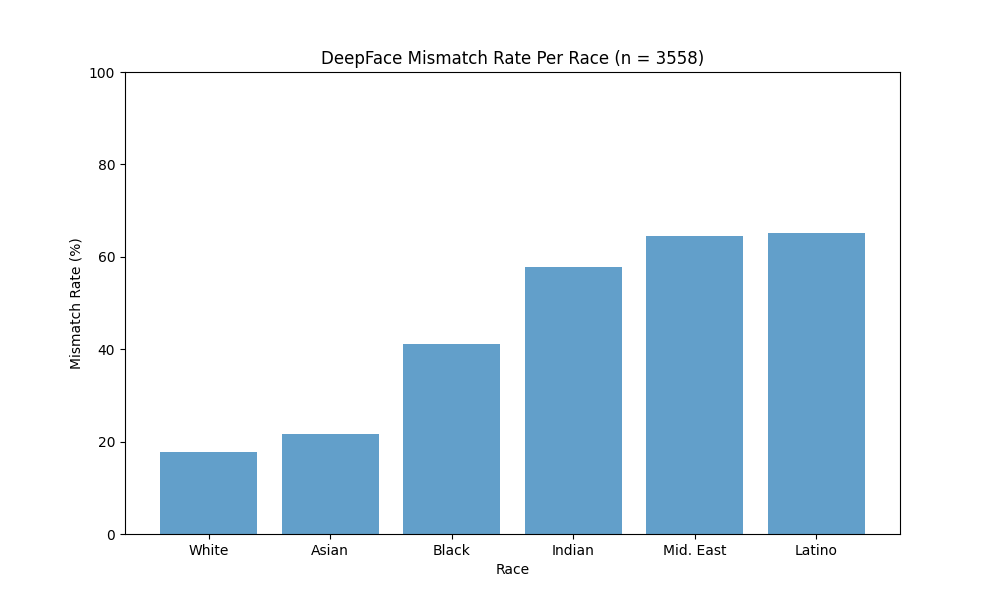 DeepFace Mismatch Rate Per Race (n = 3558)
Mismatch Rate (%)
100
80
60
40
20
0
White Asian Black Indian Mid. East Latino
Race